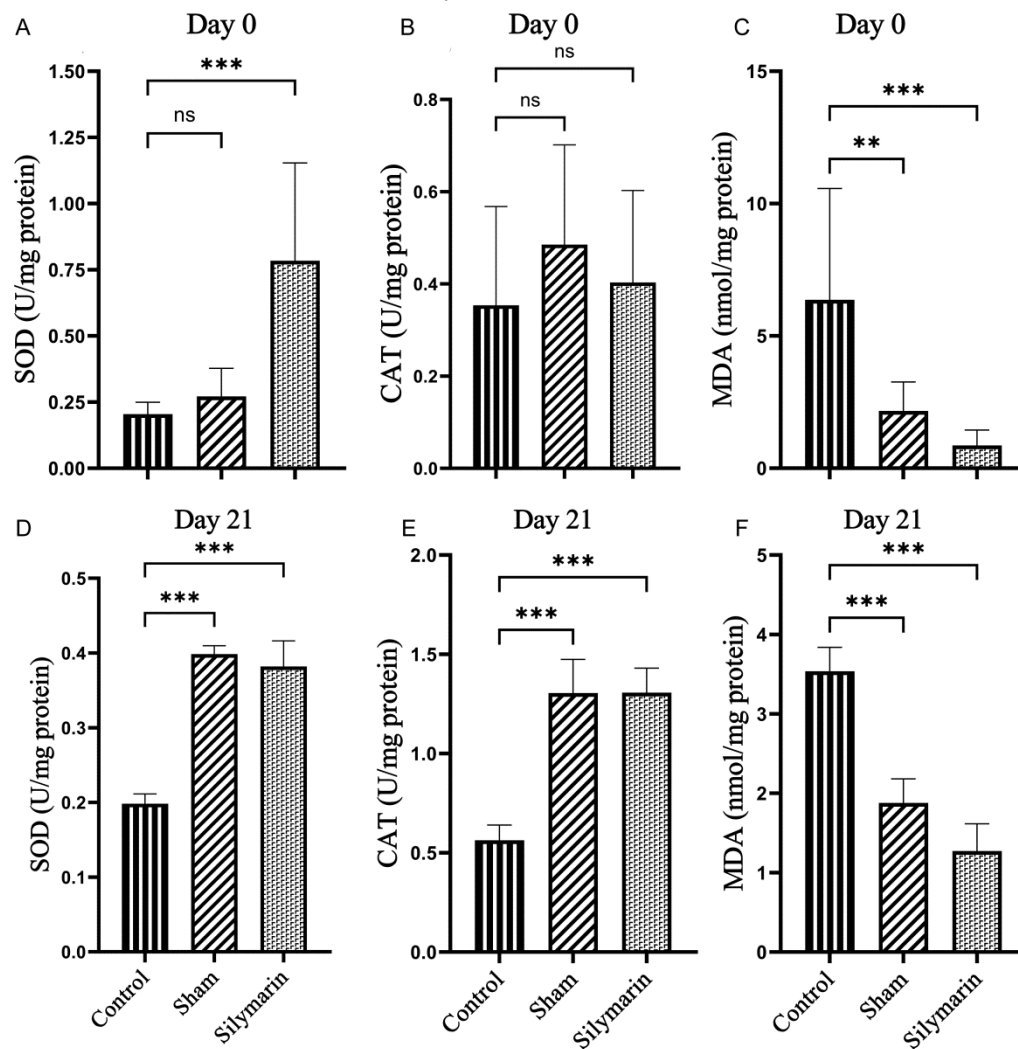 A
Day 0
SOD (U/mg protein)
1.50
1.25
1.00
0.75
0.50
0.25
0.00
***
ns
B
Day 0
CAT (U/mg protein)
0.8
0.6
0.4
0.2
0.0
ns
ns
C
Day 0
MDA (nmol/mg protein)
15
10
5
0
***
**
D
Day 21
SOD (U/mg protein)
0.5
0.4
0.3
0.2
0.1
0.0
***
***
Control
Sham
Silymarin
E
Day 21
CAT (U/mg protein)
2.0
1.5
1.0
0.5
0.0
***
***
Control
Sham
Silymarin
F
Day 21
MDA (nmol/mg protein)
5
4
3
2
1
0
***
***
Control
Sham
Silymarin